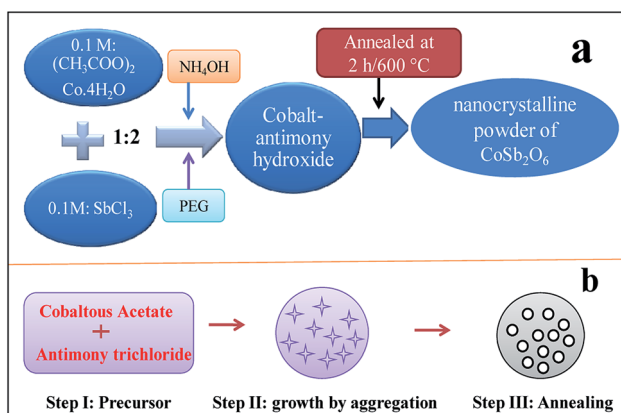 a
0.1 M:
(CH₃COO)₂
Co.4H₂O
NH₄OH
Annealed at
2 h/600 °C
1:2
Cobalt-
antimony
hydroxide
nanocrystalline
powder of
CoSb₂O₆
0.1M: SbCl₃
PEG
b
Cobaltous Acetate
+
Antimony trichloride
Step I: Precursor
Step II: growth by aggregation
Step III: Annealing